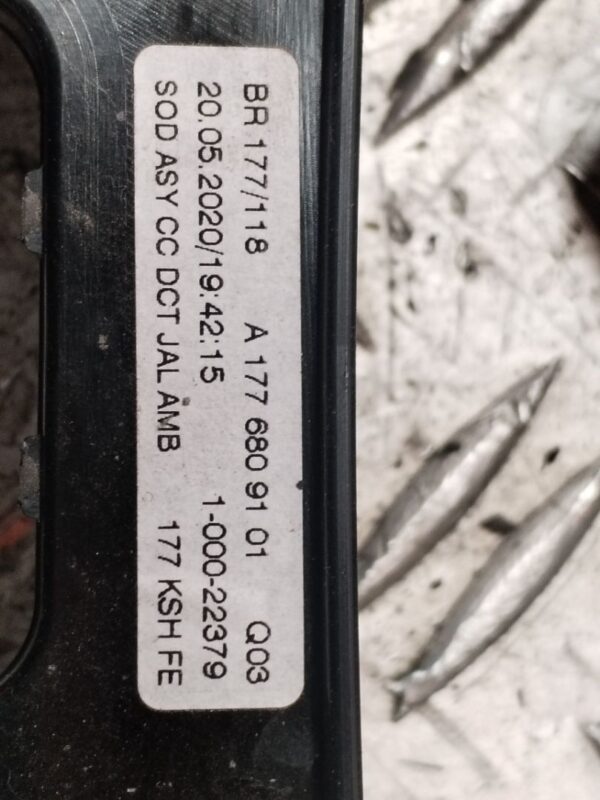 BR 177/118 A 177 680 91 01 Q03
20.05.2020/19:42:15 1-000-22379
SOD ASY CC DCT JAL AMB 177 KSH FE